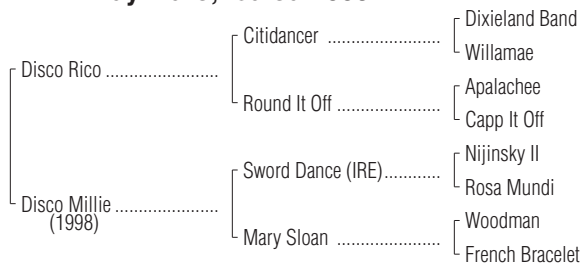 Dixieland Band
Citidancer ........................
Willamae
Disco Rico ........................
Apalachee
Round It Off ........................
Capp It Off
Nijinsky II
Sword Dance (IRE)............
Rosa Mundi
Disco Millie ......................
(1998)
Woodman
Mary Sloan ......................
French Bracelet